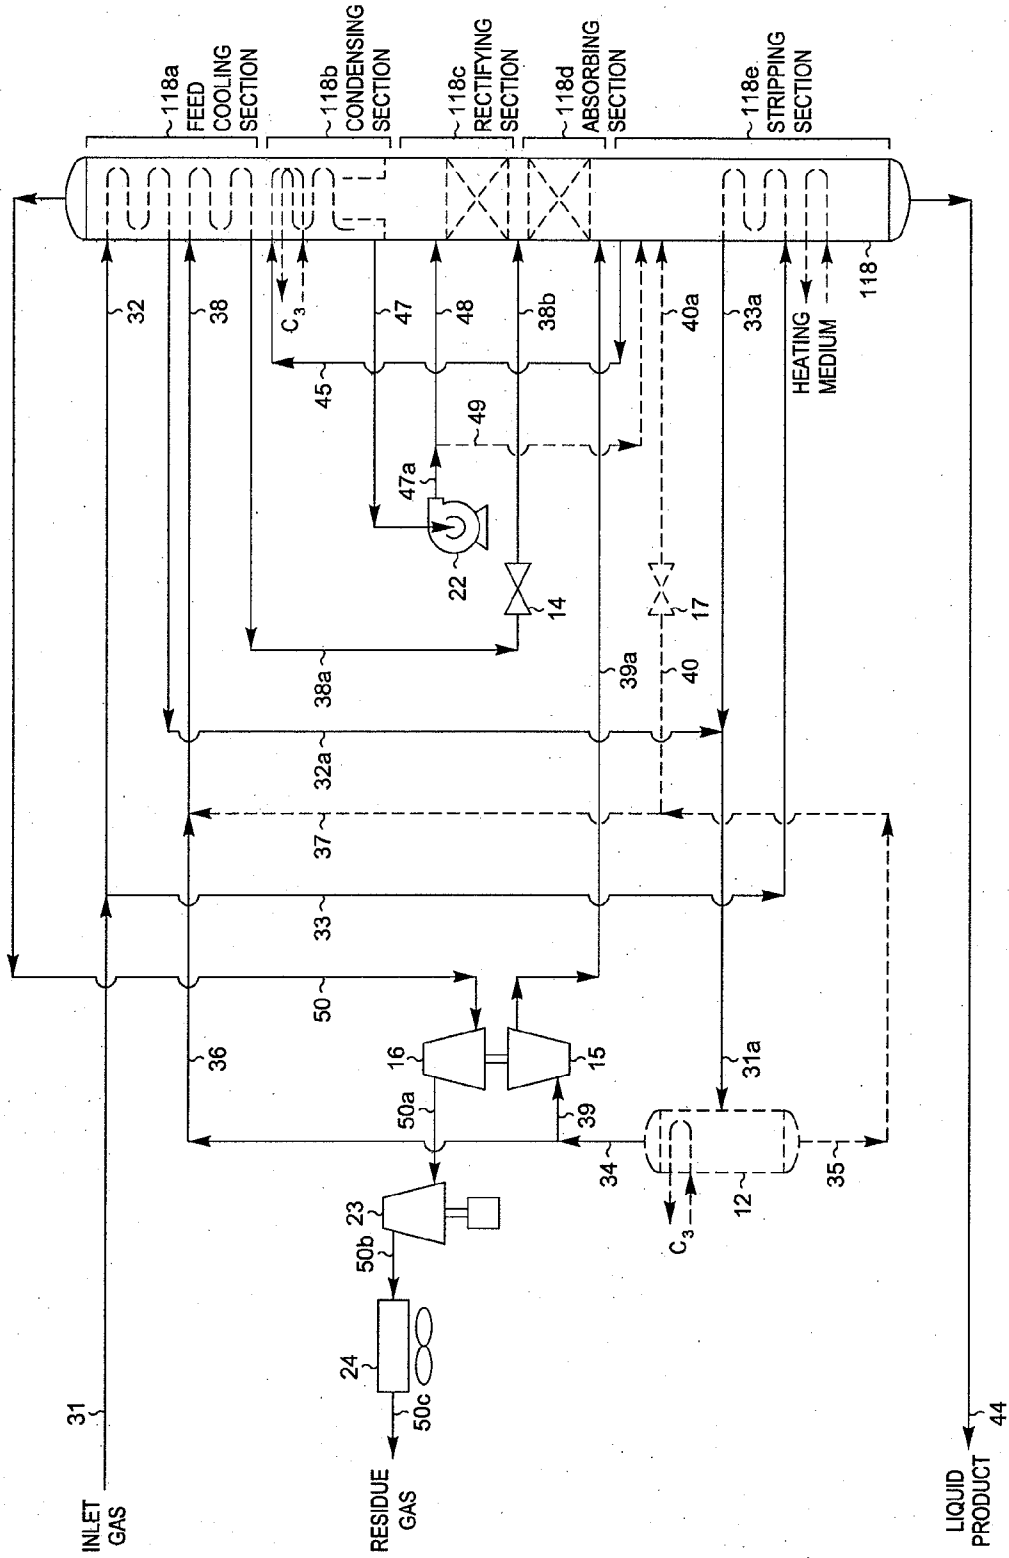 118a
FEED
COOLING
SECTION
118b
CONDENSING
SECTION
118c
RECTIFYING
SECTION
118d
ABSORBING
SECTION
118e
STRIPPING
SECTION
32
38
C3
47
48
38b
40a
33a
HEATING
MEDIUM
118
45
49
47a
22
14
17
38a
39a
40
32a
37
33
50
36
16
15
31a
50a
39
34
35
12
C3
23
50b
24
50c
31
44
INLET
GAS
RESIDUE
GAS
LIQUID
PRODUCT